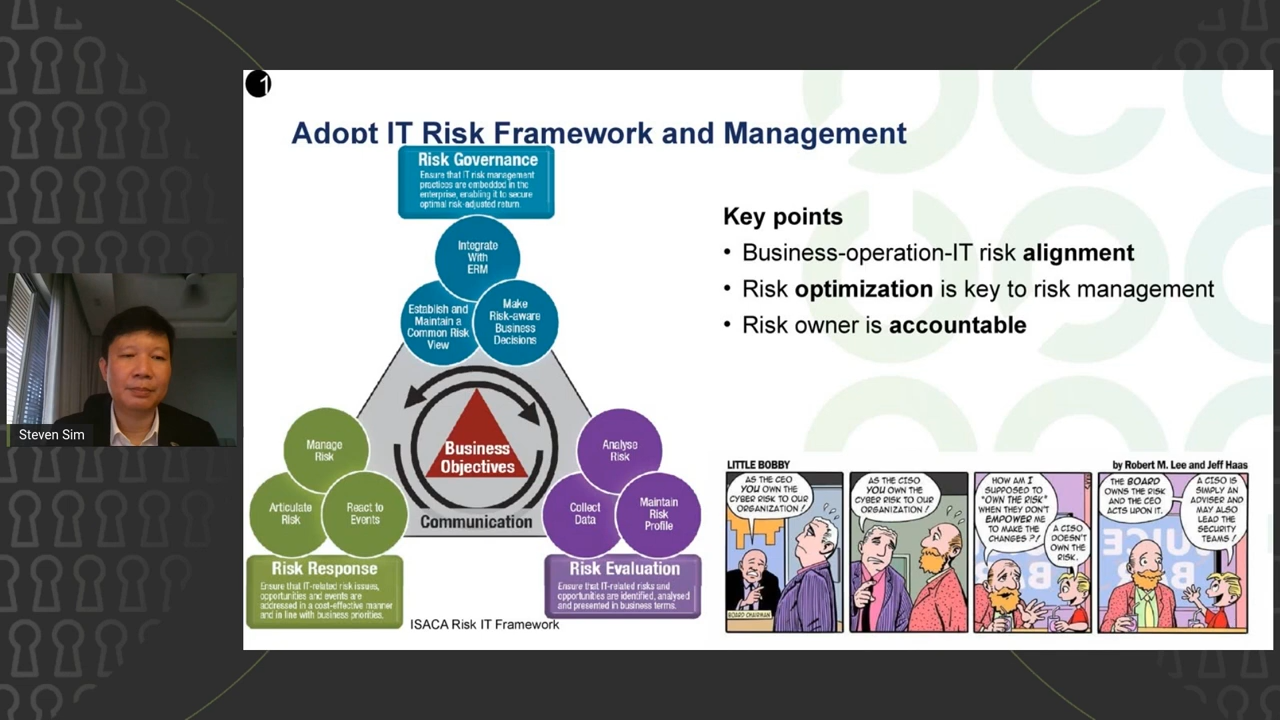 1
Adopt IT Risk Framework and Management
Risk Governance
Ensure that IT risk management
practices are embedded in the
enterprise, enabling it to secure
optimal risk-adjusted return.
Integrate
With
ERM
Establish and
Maintain a
Common Risk
View
Make
Risk-aware
Business
Decisions
Business
Objectives
Communication
Manage
Risk
Articulate
Risk
React to
Events
Risk Response
Ensure that IT-related risk issues,
opportunities and events are
addressed in a cost-effective manner
and in line with business priorities.
Analyse
Risk
Collect
Data
Maintain
Risk
Profile
Risk Evaluation
Ensure that IT-related risks and
opportunities are identified, analysed
and presented in business terms.
ISACA Risk IT Framework
Key points
• Business-operation-IT risk alignment
• Risk optimization is key to risk management
• Risk owner is accountable
LITTLE BOBBY
by Robert M. Lee and Jeff Haas
AS THE CEO
YOU OWN THE
CYBER RISK TO OUR
ORGANIZATION!
BOARD CHAIRMAN
AS THE CISO
YOU OWN THE
CYBER RISK TO OUR
ORGANIZATION!
HOW AM I
SUPPOSED TO
"OWN THE RISK"
WHEN THEY DON'T
EMPOWER ME
TO MAKE THE
CHANGES?!
A CISO
DOESN'T
OWN THE
RISK.
THE BOARD
OWNS THE RISK
AND THE CEO
ACTS UPON IT.
A CISO IS
SIMPLY AN
ADVISER AND
MAY ALSO
LEAD THE
SECURITY
TEAMS!
Steven Sim